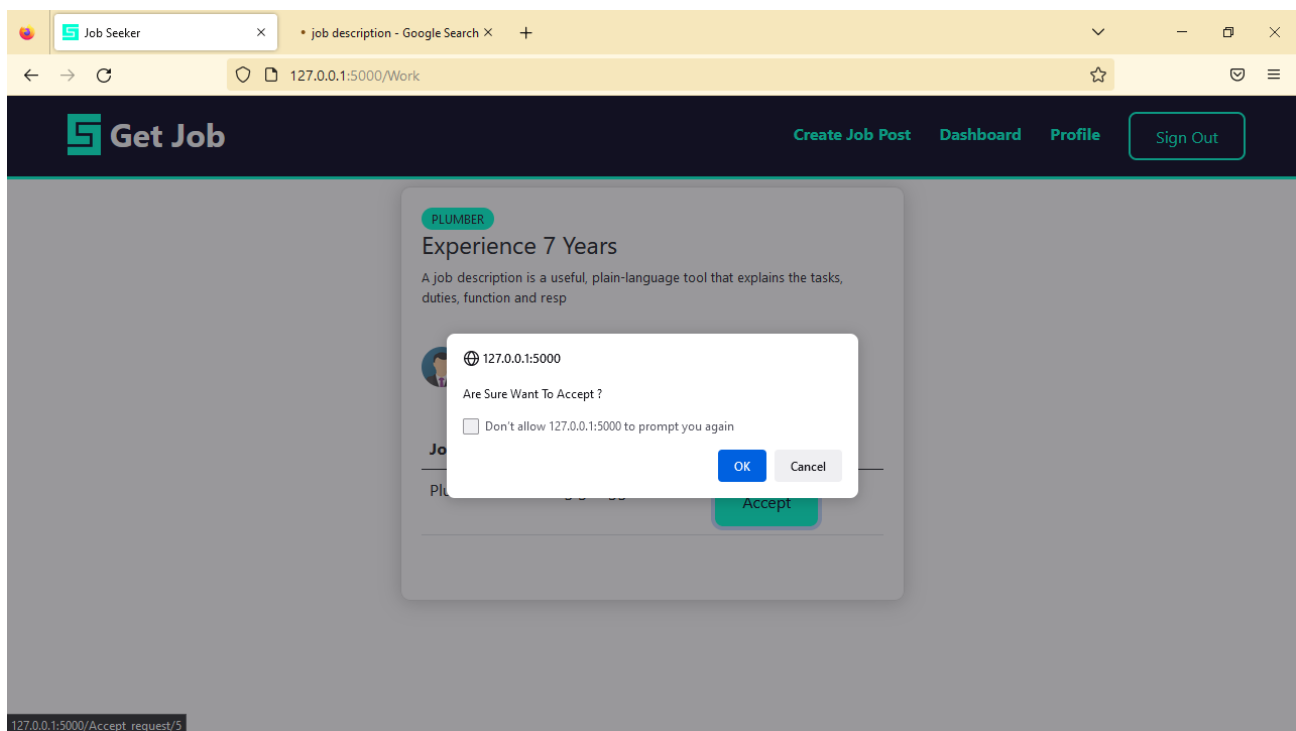 Job Seeker
job description - Google Search
127.0.0.1:5000/Work
Get Job
Create Job Post Dashboard Profile Sign Out
PLUMBER
Experience 7 Years
A job description is a useful, plain-language tool that explains the tasks,
duties, function and resp
127.0.0.1:5000
Are Sure Want To Accept ?
Don't allow 127.0.0.1:5000 to prompt you again
OK Cancel
Accept
127.0.0.1:5000/Accept_request/5